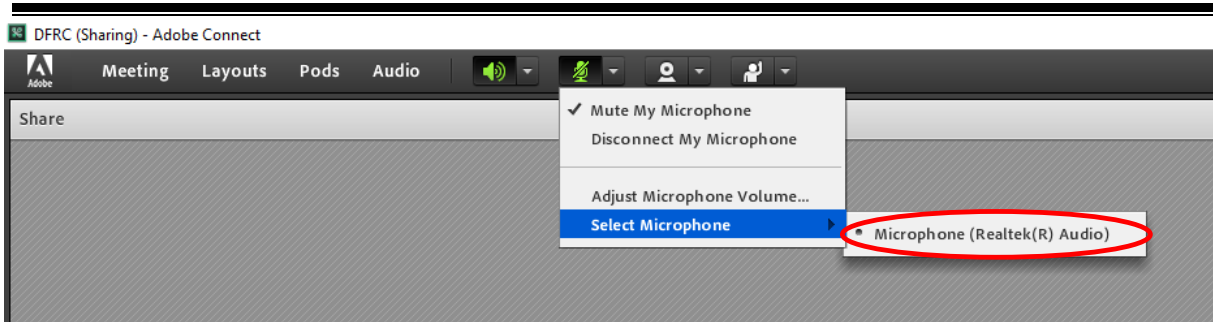 DFRC (Sharing) - Adobe Connect
Adobe Meeting Layouts Pods Audio
Share
Mute My Microphone
Disconnect My Microphone
Adjust Microphone Volume...
Select Microphone
Microphone (Realtek(R) Audio)